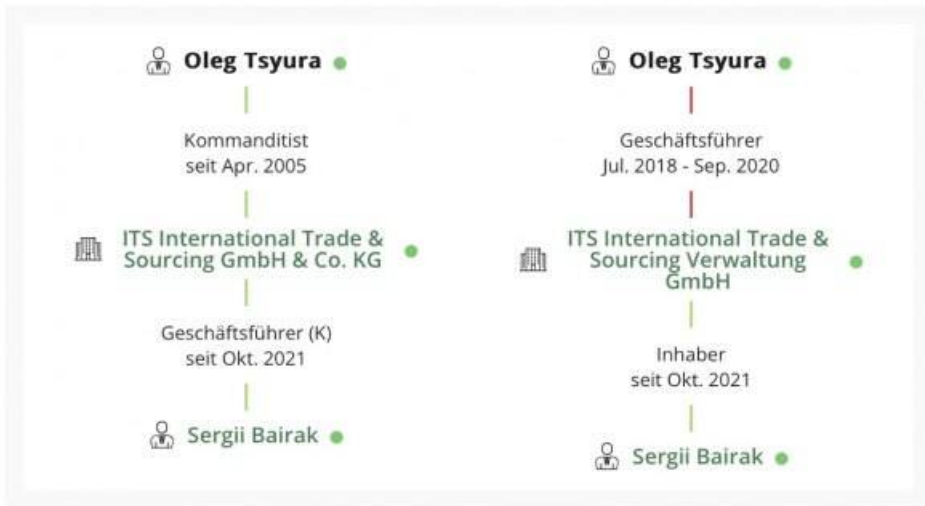 Oleg Tsyura
Kommanditist
seit Apr. 2005
ITS International Trade &
Sourcing GmbH & Co. KG
Geschäftsführer (K)
seit Okt. 2021
Sergii Bairak
Oleg Tsyura
Geschäftsführer
Jul. 2018 - Sep. 2020
ITS International Trade &
Sourcing Verwaltung
GmbH
Inhaber
seit Okt. 2021
Sergii Bairak